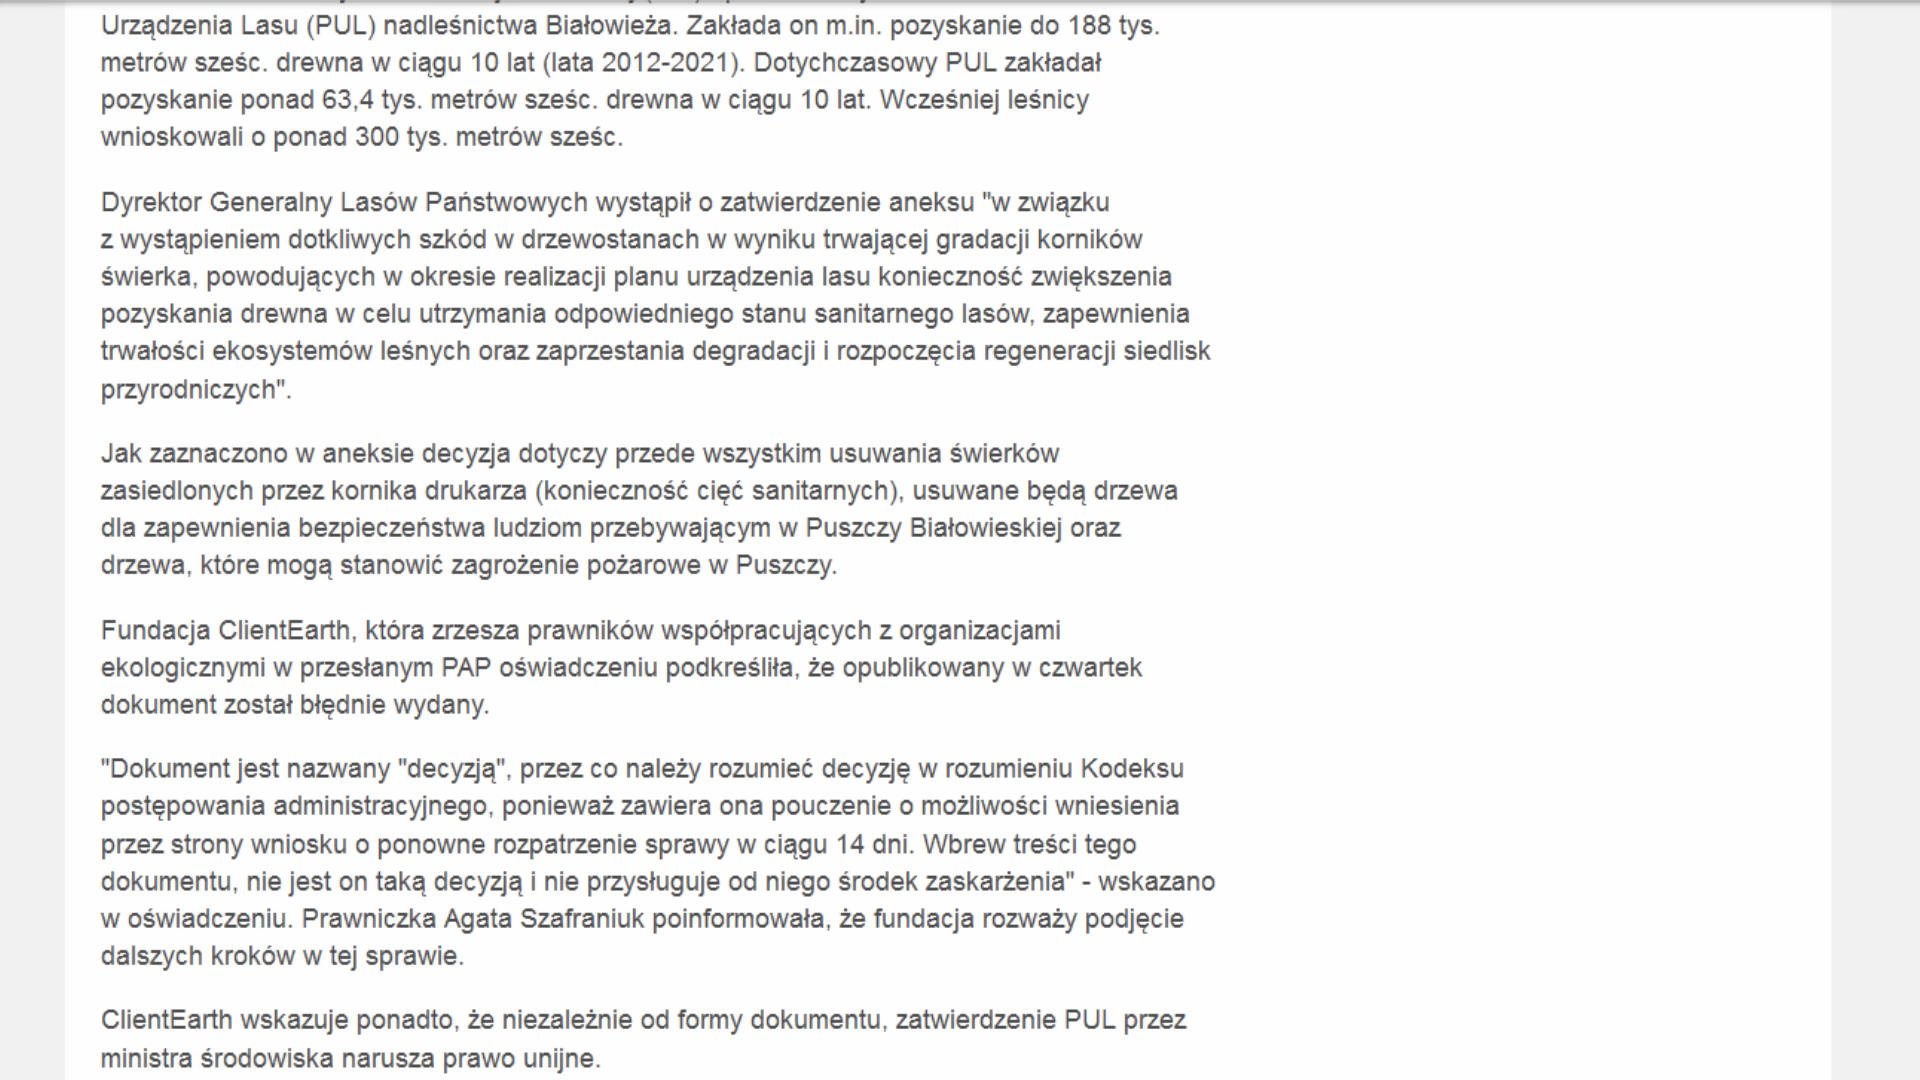 Urządzenia Lasu (PUL) nadleśnictwa Białowieża. Zakłada on m.in. pozyskanie do 188 tys.
metrów sześc. drewna w ciągu 10 lat (lata 2012-2021). Dotychczasowy PUL zakładał
pozyskanie ponad 63,4 tys. metrów sześc. drewna w ciągu 10 lat. Wcześniej leśnicy
wnioskowali o ponad 300 tys. metrów sześc.
Dyrektor Generalny Lasów Państwowych wystąpił o zatwierdzenie aneksu "w związku
z wystąpieniem dotkliwych szkód w drzewostanach w wyniku trwającej gradacji korników
świerka, powodujących w okresie realizacji planu urządzenia lasu konieczność zwiększenia
pozyskania drewna w celu utrzymania odpowiedniego stanu sanitarnego lasów, zapewnienia
trwałości ekosystemów leśnych oraz zaprzestania degradacji i rozpoczęcia regeneracji siedlisk
przyrodniczych".
Jak zaznaczono w aneksie decyzja dotyczy przede wszystkim usuwania świerków
zasiedlonych przez kornika drukarza (konieczność cięć sanitarnych), usuwane będą drzewa
dla zapewnienia bezpieczeństwa ludziom przebywającym w Puszczy Białowieskiej oraz
drzewa, które mogą stanowić zagrożenie pożarowe w Puszczy.
Fundacja ClientEarth, która zrzesza prawników współpracujących z organizacjami
ekologicznymi w przesłanym PAP oświadczeniu podkreśliła, że opublikowany w czwartek
dokument został błędnie wydany.
"Dokument jest nazwany "decyzją", przez co należy rozumieć decyzję w rozumieniu Kodeksu
postępowania administracyjnego, ponieważ zawiera ona pouczenie o możliwości wniesienia
przez strony wniosku o ponowne rozpatrzenie sprawy w ciągu 14 dni. Wbrew treści tego
dokumentu, nie jest on taką decyzją i nie przysługuje od niego środek zaskarżenia" - wskazano
w oświadczeniu. Prawniczka Agata Szafraniuk poinformowała, że fundacja rozważy podjęcie
dalszych kroków w tej sprawie.
ClientEarth wskazuje ponadto, że niezależnie od formy dokumentu, zatwierdzenie PUL przez
ministra środowiska narusza prawo unijne.